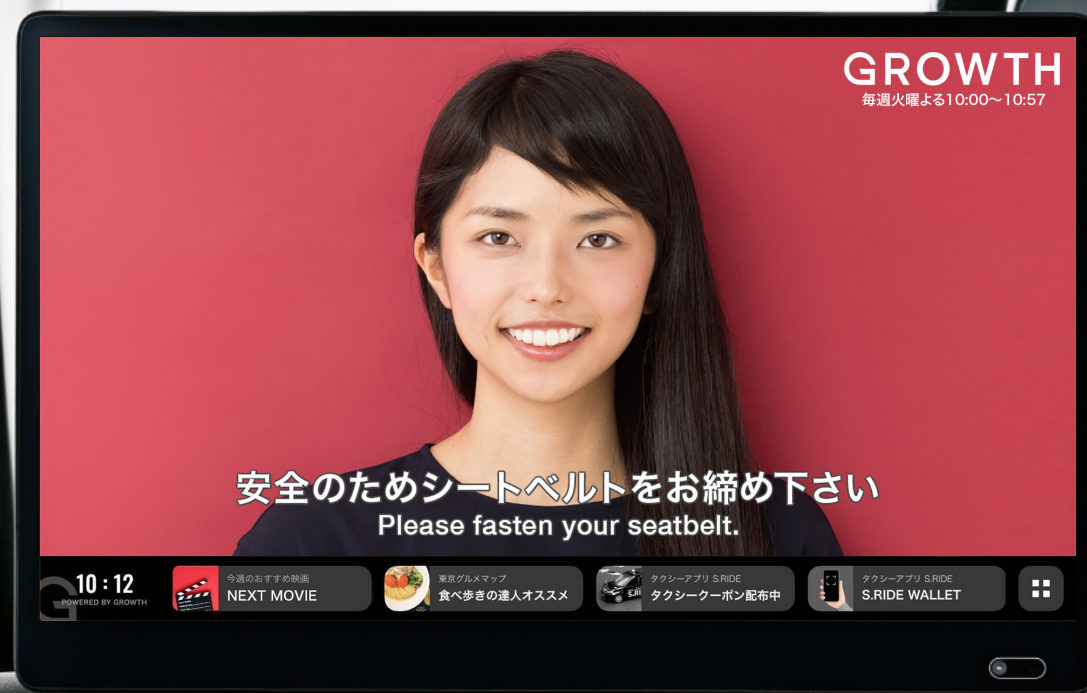 GROWTH
毎週火曜よる10:00〜10:57
安全のためシートベルトをお締め下さい
Please fasten your seatbelt.
10:12
POWERED BY GROWTH
今週のおすすめ映画
NEXT MOVIE
東京グルメマップ
食べ歩きの達人オススメ
タクシーアプリ S.RIDE
タクシークーポン配布中
タクシーアプリ S.RIDE
S.RIDE WALLET